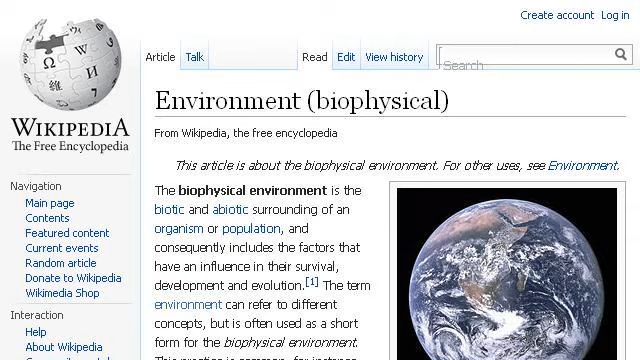 Create account Log in
Article Talk Read Edit View history Search
Environment (biophysical)
WIKIPEDIA
The Free Encyclopedia
From Wikipedia, the free encyclopedia
This article is about the biophysical environment. For other uses, see Environment.
Navigation
Main page
Contents
Featured content
Current events
Random article
Donate to Wikipedia
Wikimedia Shop
Interaction
Help
About Wikipedia
The biophysical environment is the
biotic and abiotic surrounding of an
organism or population, and
consequently includes the factors that
have an influence in their survival,
development and evolution.[1] The term
environment can refer to different
concepts, but is often used as a short
form for the biophysical environment.